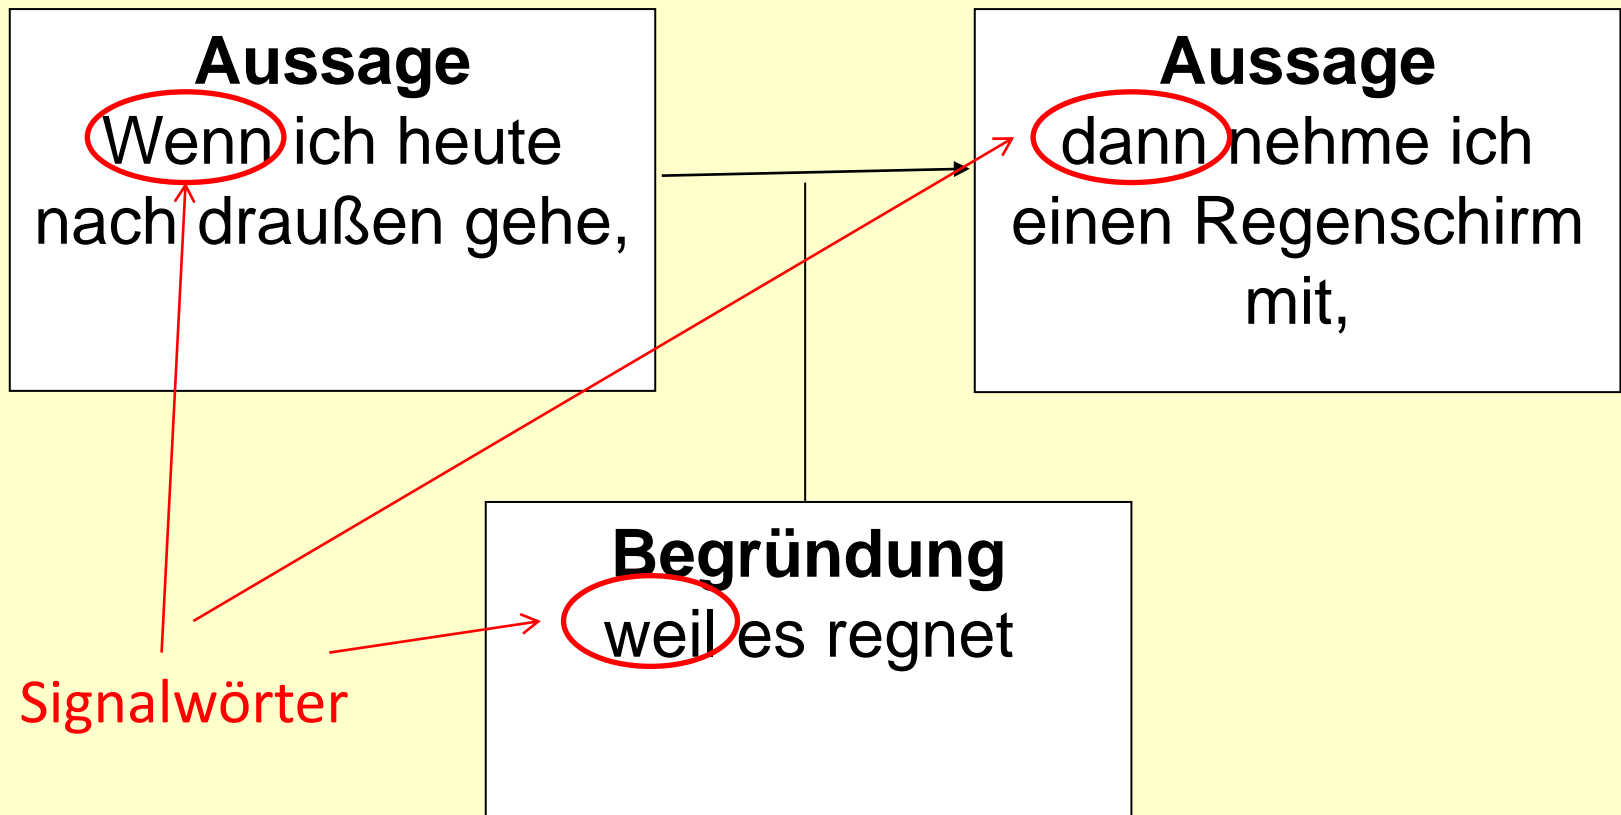 Aussage
Wenn ich heute
nach draußen gehe,
Aussage
dann nehme ich
einen Regenschirm
mit,
Begründung
weil es regnet
Signalwörter